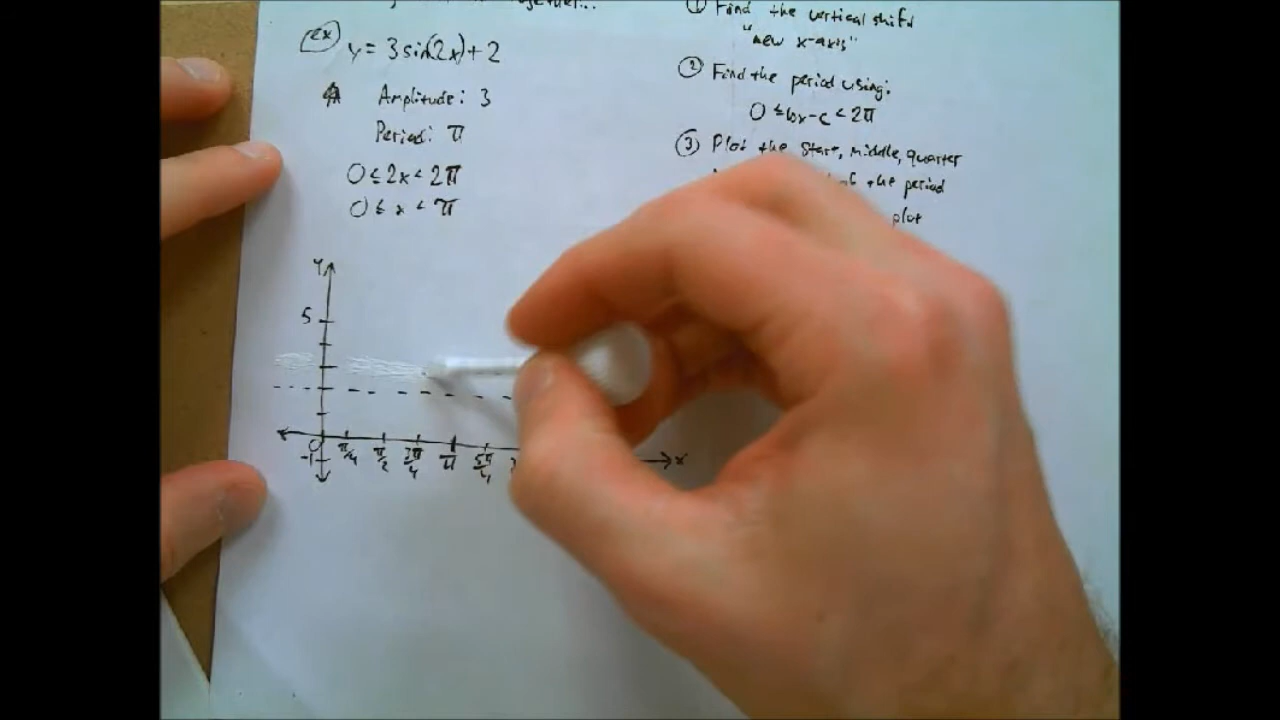 ① Find the vertical shift
"new x-axis"
② Find the period using:
0 ≤ bx-c < 2π
③ Plot the start, middle, quarter
of the period
plot
ex
y = 3 sin(2x) + 2
Amplitude: 3
Period: π
0 ≤ 2x < 2π
0 ≤ x < π
y
5
0 π/4 π/2 3π/4 π 5π/4 x
-1